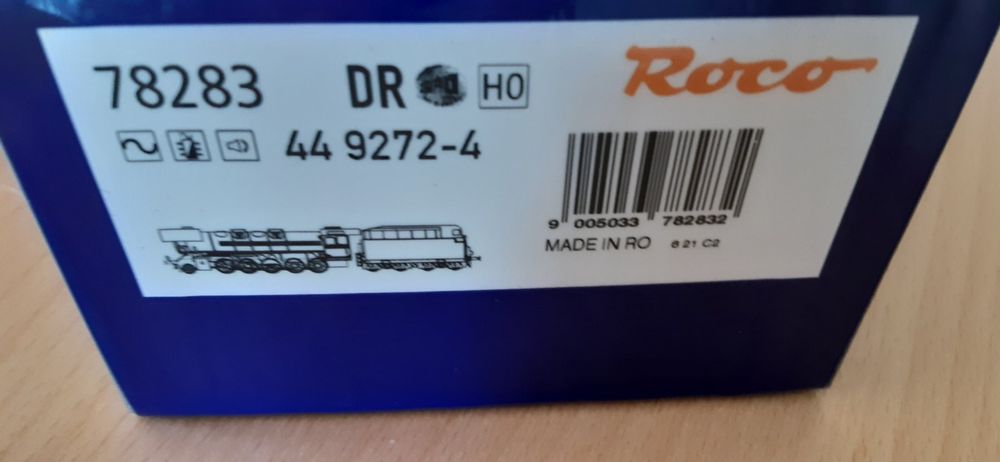 78283 DR H0 Roco
44 9272-4
9 005033 782832
MADE IN RO 6 21 C2